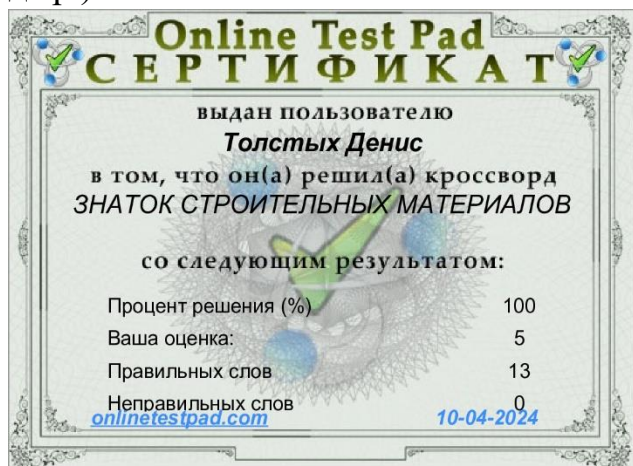 Online Test Pad
СЕРТИФИКАТ
выдан пользователю
Толстых Денис
в том, что он(а) решил(а) кроссворд
ЗНАТОК СТРОИТЕЛЬНЫХ МАТЕРИАЛОВ
со следующим результатом:
Процент решения (%) 100
Ваша оценка: 5
Правильных слов 13
Неправильных слов 0
onlinetestpad.com 10-04-2024